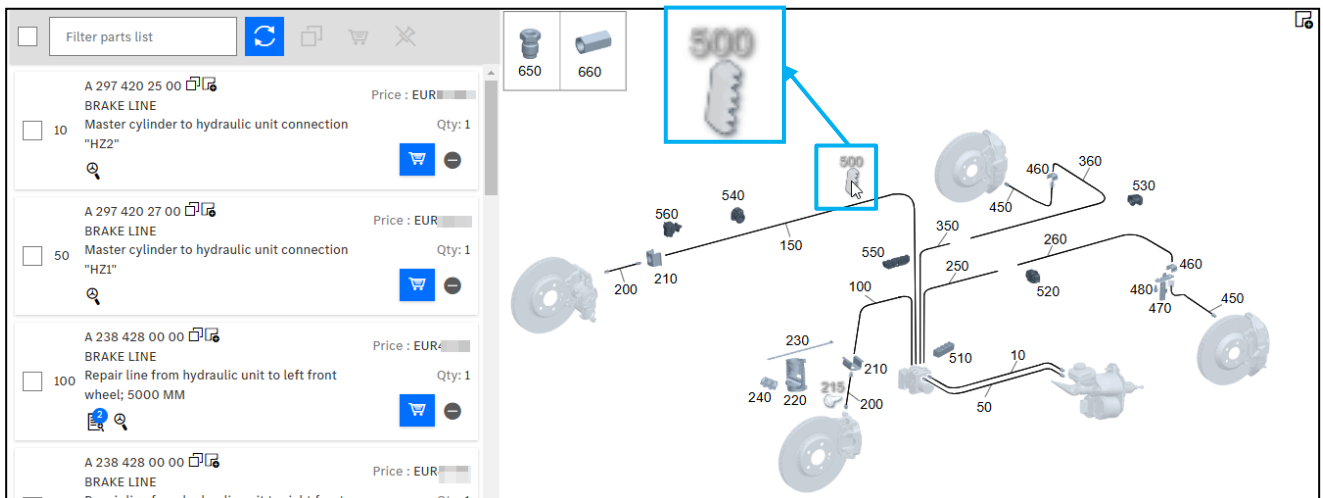 Filter parts list
A 297 420 25 00
Price : EUR
BRAKE LINE
10 Master cylinder to hydraulic unit connection
Qty: 1
"HZ2"
A 297 420 27 00
Price : EUR
BRAKE LINE
50 Master cylinder to hydraulic unit connection
Qty: 1
"HZ1"
A 238 428 00 00
Price : EUR
BRAKE LINE
100 Repair line from hydraulic unit to left front
Qty: 1
wheel; 5000 MM
2
A 238 428 00 00
Price : EUR
BRAKE LINE
650
660
500
500
460
360
530
450
540
560
150
350
260
550
250
460
210
200
100
520
480
470
450
230
510
10
210
215
240
220
200
50